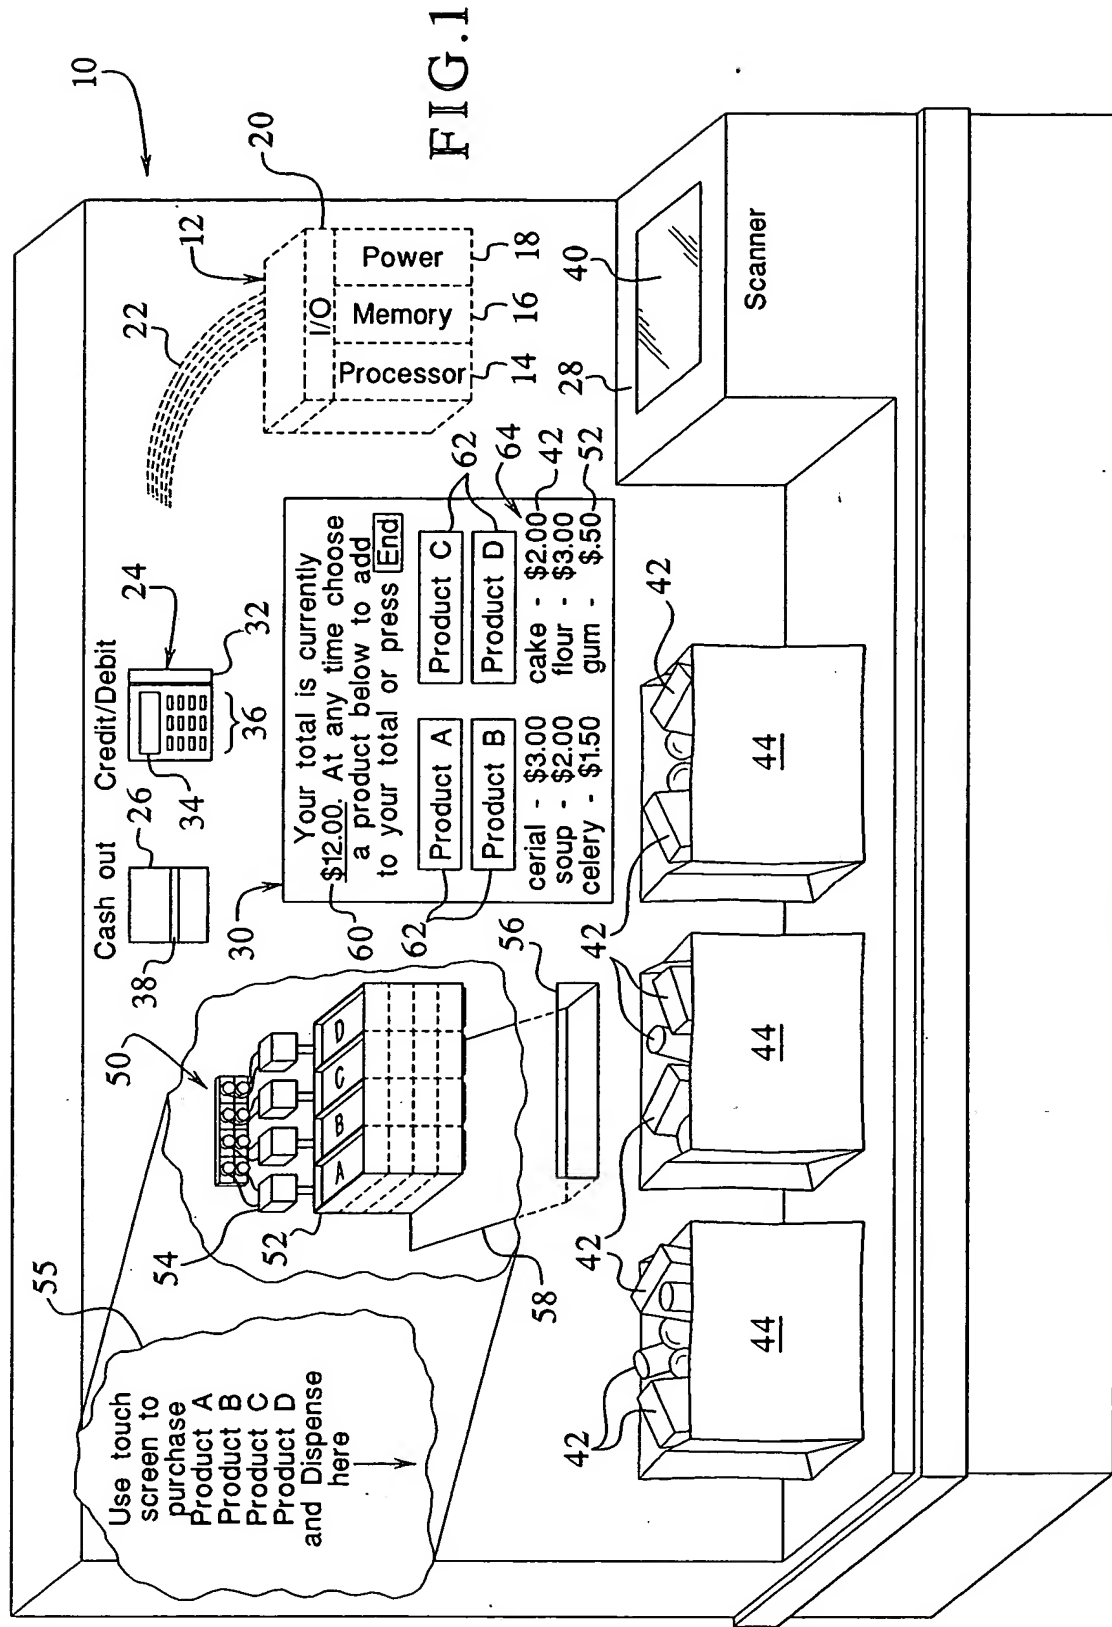 FIG.1
10
12
20
22
I/O
Processor
Memory
Power
14
16
18
Cash out
Credit/Debit
26
24
32
34
36
38
30
60
Your total is currently
$12.00. At any time choose
a product below to add
to your total or press End
Product A
Product C
Product B
Product D
62
62
64
cerial - $3.00
cake - $2.00
soup - $2.00
flour - $3.00
celery - $1.50
gum - $.50
42
52
28
40
Scanner
50
54
52
A
B
C
D
56
58
55
Use touch
screen to
purchase
Product A
Product B
Product C
Product D
and Dispense
here
42
42
42
42
44
44
44